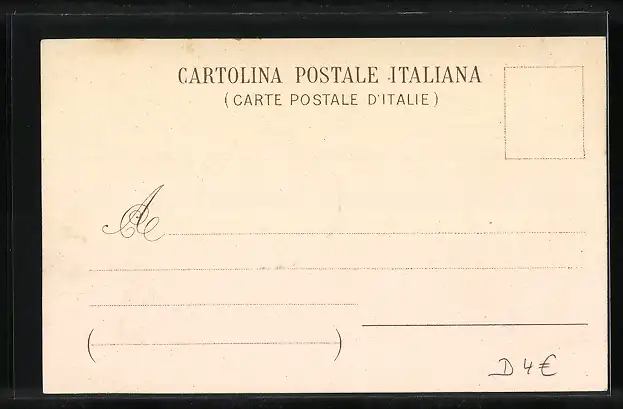 CARTOLINA POSTALE ITALIANA
(CARTE POSTALE D'ITALIE)
A
( )
D 4 €